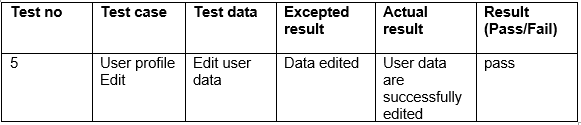 Test no Test case Test data Excepted result Actual result Result (Pass/Fail)
5 User profile Edit Edit user data Data edited User data are successfully edited pass